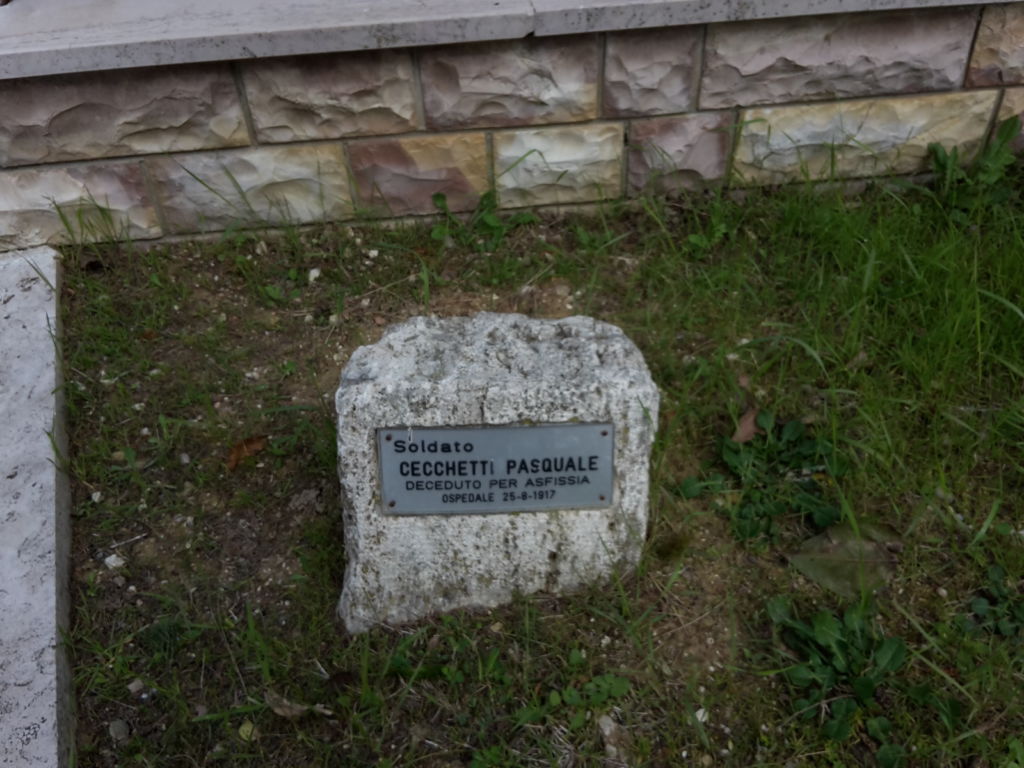 Soldato
CECCHETTI PASQUALE
DECEDUTO PER ASFISSIA
OSPEDALE 25-8-1917